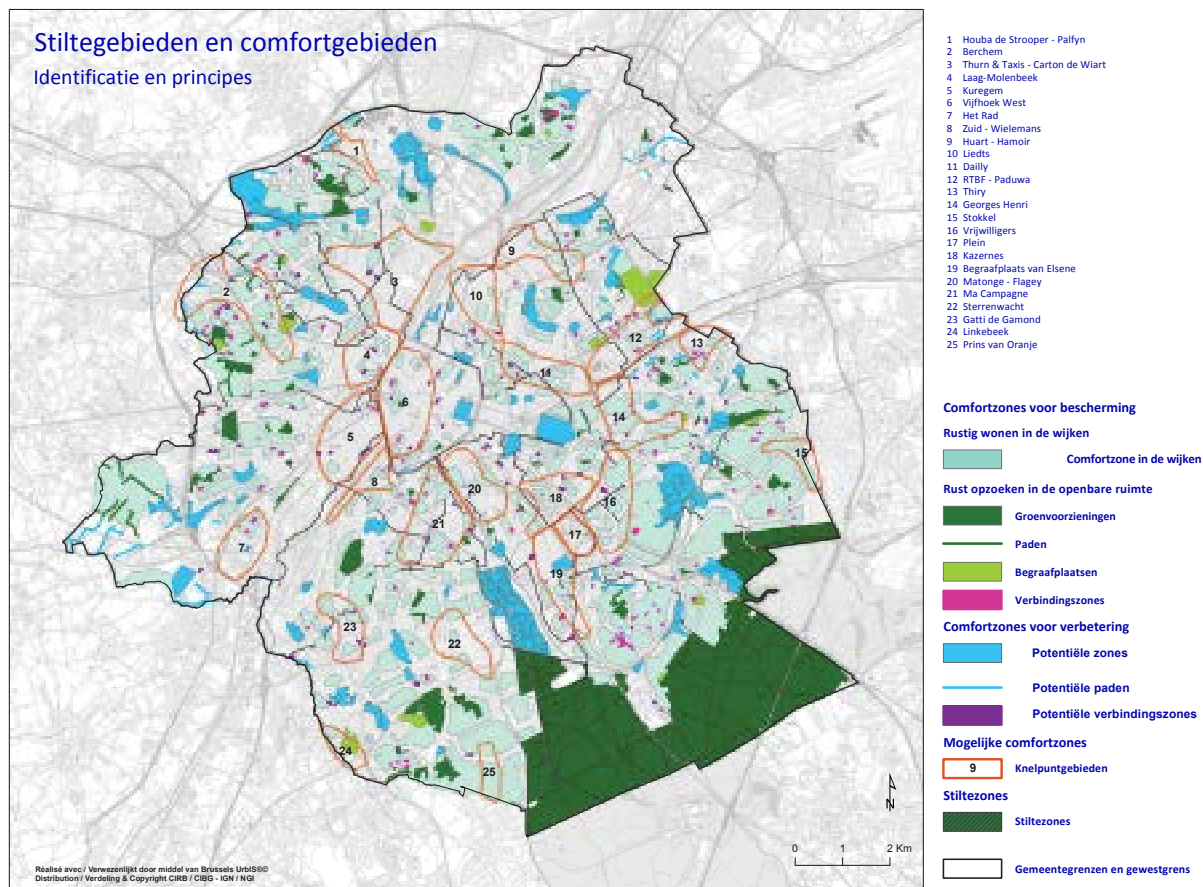 Stiltegebieden en comfortgebieden
Identificatie en principes
1 Houba de Strooper - Palfyn
2 Berchem
3 Thurn & Taxis - Carton de Wiart
4 Laag-Molenbeek
5 Kuregem
6 Vijfhoek West
7 Het Rad
8 Zuid - Wielemans
9 Huart - Hamoir
10 Liedts
11 Dailly
12 RTBF - Paduwa
13 Thiry
14 Georges Henri
15 Stokkel
16 Vrijwilligers
17 Plein
18 Kazernes
19 Begraafplaats van Elsene
20 Matonge - Flagey
21 Ma Campagne
22 Sterrenwacht
23 Gatti de Gamond
24 Linkebeek
25 Prins van Oranje
Comfortzones voor bescherming
Rustig wonen in de wijken
Comfortzone in de wijken
Rust opzoeken in de openbare ruimte
Groenvoorzieningen
Paden
Begraafplaatsen
Verbindingszones
Comfortzones voor verbetering
Potentiële zones
Potentiële paden
Potentiële verbindingszones
Mogelijke comfortzones
9 Knelpuntgebieden
Stiltezones
Stiltezones
Gemeentegrenzen en gewestgrens
1
9
3
2
10
12
13
4
11
6
14
5
15
8
20
18
16
21
17
7
19
23
22
24
25
N
0 1 2 Km
Réalisé avec / Verwezenlijkt door middel van Brussels UrbIS®©
Distribution / Verdeling & Copyright CIRB / CIBG - IGN / NGI